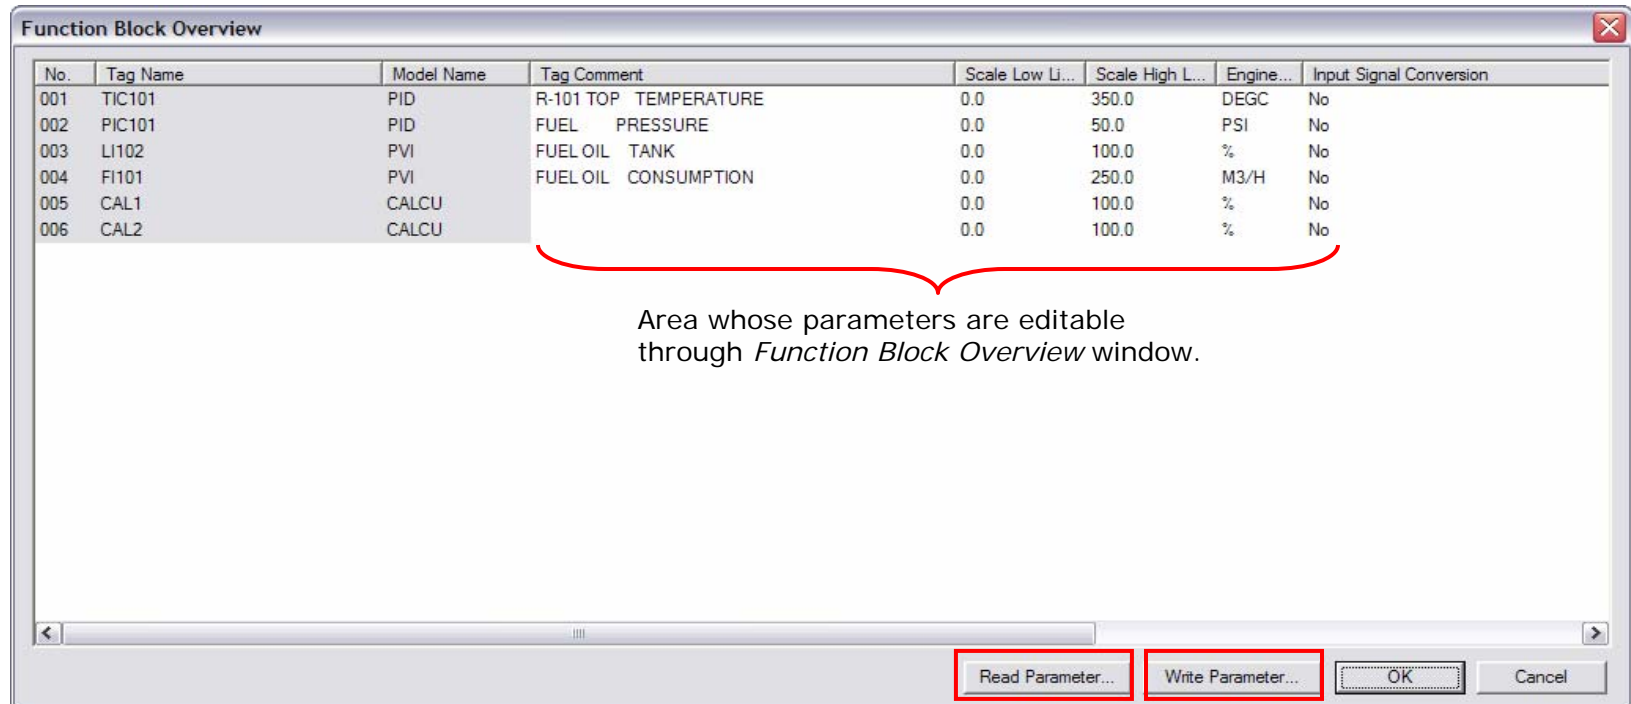 Function Block Overview
No. Tag Name Model Name Tag Comment Scale Low Li... Scale High L... Engine... Input Signal Conversion
001 TIC101 PID R-101 TOP TEMPERATURE 0.0 350.0 DEGC No
002 PIC101 PID FUEL PRESSURE 0.0 50.0 PSI No
003 LI102 PVI FUEL OIL TANK 0.0 100.0 % No
004 FI101 PVI FUEL OIL CONSUMPTION 0.0 250.0 M3/H No
005 CAL1 CALCU 0.0 100.0 % No
006 CAL2 CALCU 0.0 100.0 % No
Area whose parameters are editable
through Function Block Overview window.
Read Parameter... Write Parameter... OK Cancel